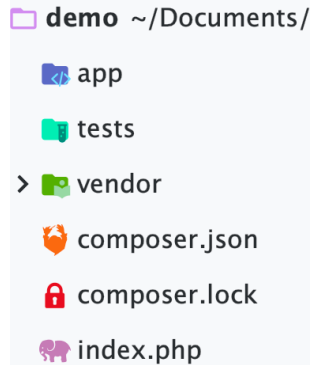 demo ~/Documents/
app
tests
vendor
composer.json
composer.lock
index.php